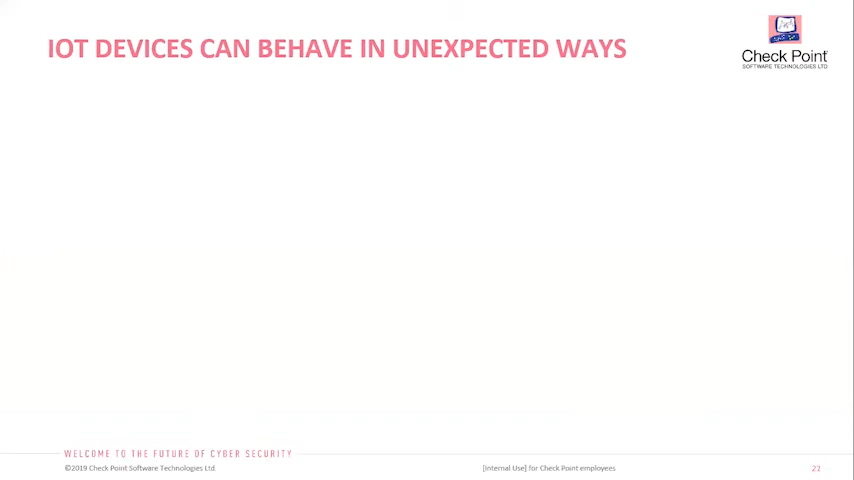 IOT DEVICES CAN BEHAVE IN UNEXPECTED WAYS
Check Point
SOFTWARE TECHNOLOGIES LTD
WELCOME TO THE FUTURE OF CYBER SECURITY
©2019 Check Point Software Technologies Ltd.
[Internal Use] for Check Point employees
21